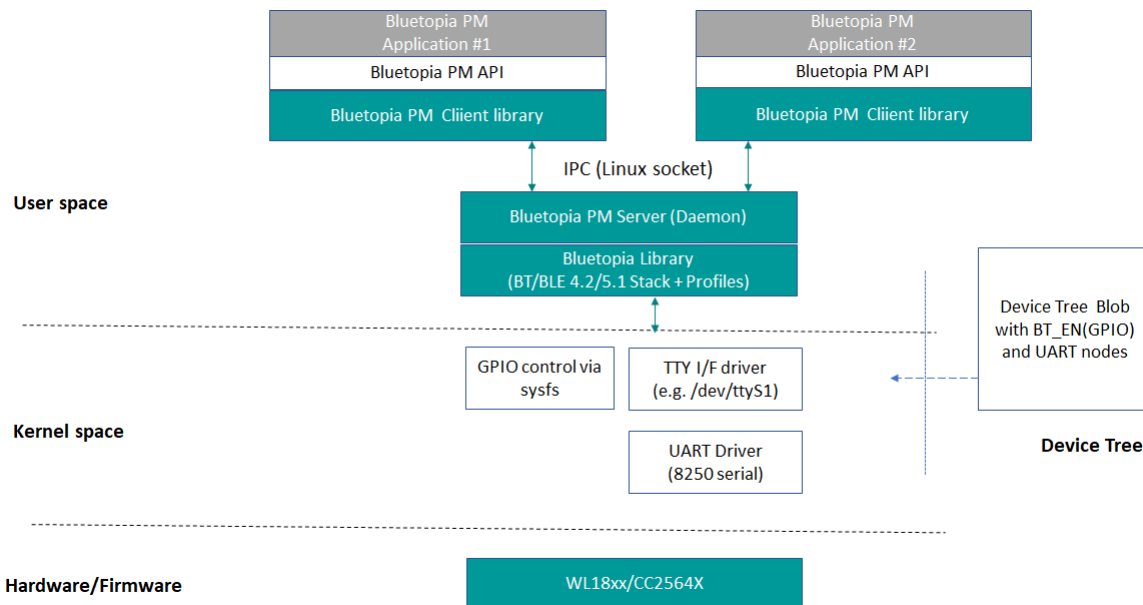 Bluetopia PM
Application #1
Bluetopia PM API
Bluetopia PM Cliient library
Bluetopia PM
Application #2
Bluetopia PM API
Bluetopia PM Cliient library
IPC (Linux socket)
User space
Bluetopia PM Server (Daemon)
Bluetopia Library
(BT/BLE 4.2/5.1 Stack + Profiles)
Device Tree Blob
with BT_EN(GPIO)
and UART nodes
GPIO control via
sysfs
TTY I/F driver
(e.g. /dev/ttyS1)
Kernel space
UART Driver
(8250 serial)
Device Tree
Hardware/Firmware
WL18xx/CC2564X